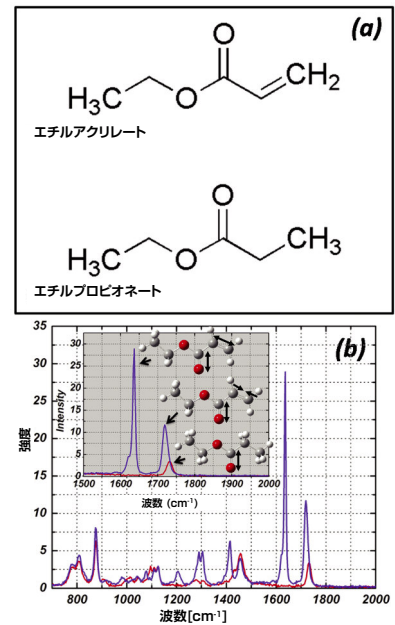 (a)
O
H3C
O
CH2
エチルアクリレート
O
H3C
O
CH3
エチルプロピオネート
(b)
35
30
25
20
15
10
5
0
強度
800 1000 1200 1400 1600 1800 2000
波数[cm-1]
30
25
20
15
10
5
0
Intensity
1500 1600 1700 1800 1900 2000
波数 (cm-1)